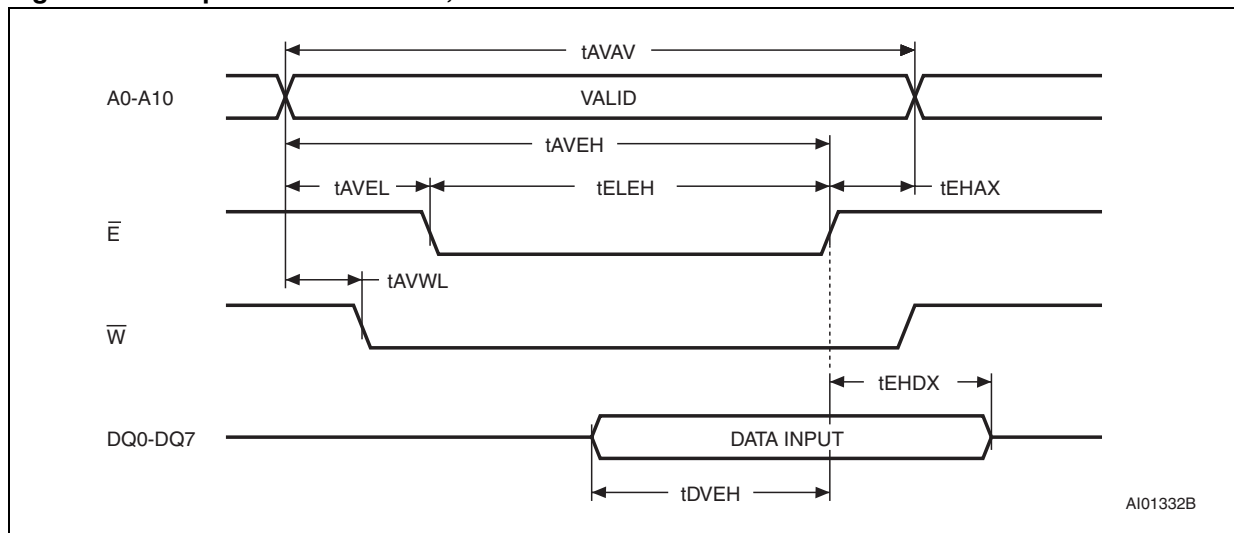 tAVAV
A0-A10
VALID
tAVEH
tAVEL
tELEH
tEHAX
E̅
tAVWL
W̅
tEHDX
DQ0-DQ7
DATA INPUT
tDVEH
AI01332B